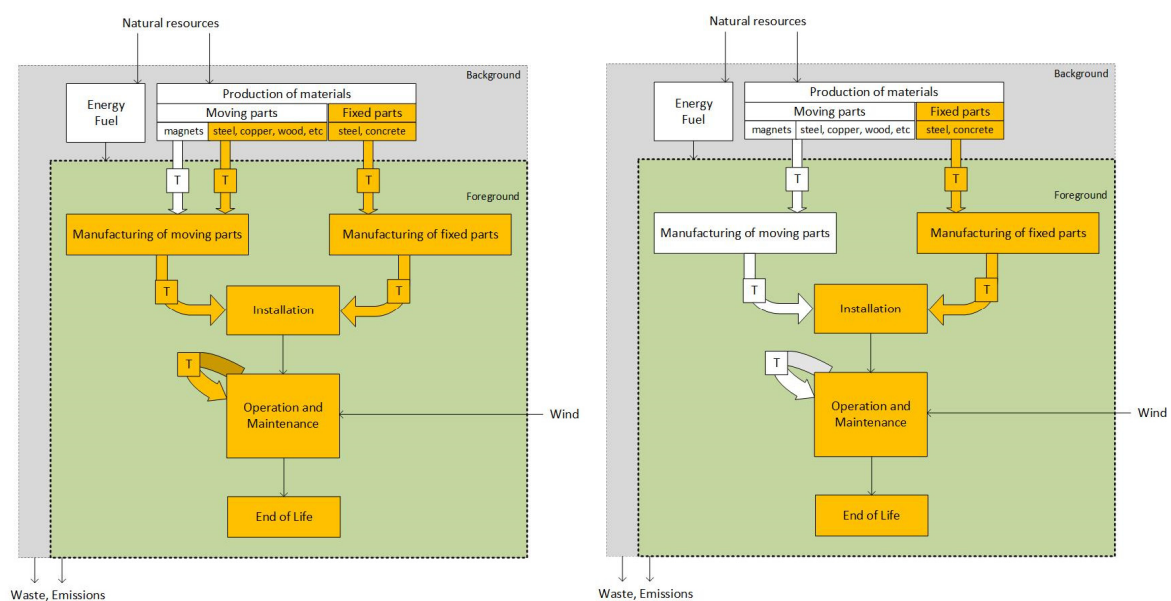 Natural resources
Background
Energy
Fuel
Production of materials
Moving parts
Fixed parts
magnets
steel, copper, wood, etc
steel, concrete
T
T
T
Foreground
Manufacturing of moving parts
Manufacturing of fixed parts
T
T
Installation
T
Operation and
Maintenance
Wind
End of Life
Waste, Emissions
Natural resources
Background
Energy
Fuel
Production of materials
Moving parts
Fixed parts
magnets
steel, copper, wood, etc
steel, concrete
T
T
Foreground
Manufacturing of moving parts
Manufacturing of fixed parts
T
T
Installation
T
Operation and
Maintenance
Wind
End of Life
Waste, Emissions